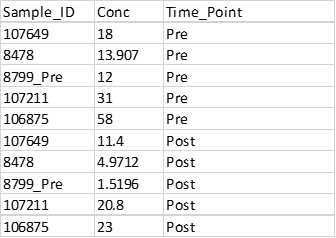 Sample_ID Conc Time_Point
107649 18 Pre
8478 13.907 Pre
8799_Pre 12 Pre
107211 31 Pre
106875 58 Pre
107649 11.4 Post
8478 4.9712 Post
8799_Pre 1.5196 Post
107211 20.8 Post
106875 23 Post